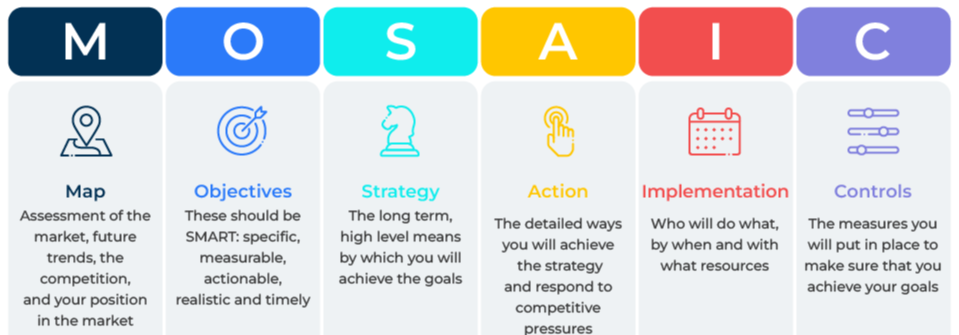 M O S A I C
Map
Assessment of the
market, future
trends, the
competition,
and your position
in the market
Objectives
These should be
SMART: specific,
measurable,
actionable,
realistic and timely
Strategy
The long term,
high level means
by which you will
achieve the goals
Action
The detailed ways
you will achieve
the strategy
and respond to
competitive
pressures
Implementation
Who will do what,
by when and with
what resources
Controls
The measures you
will put in place to
make sure that you
achieve your goals